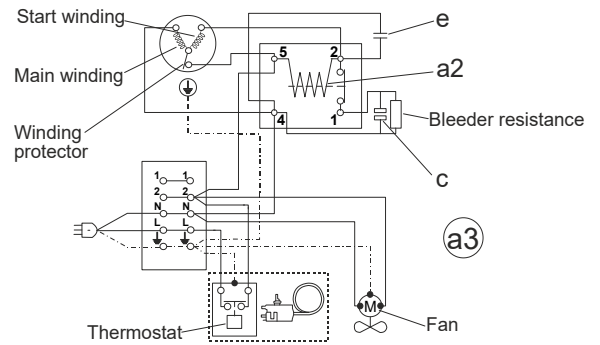 Start winding
Main winding
Winding
protector
5 2
4 1
e
a2
Bleeder resistance
c
1 1
2 2
N N
L L
a3
M
Thermostat
Fan